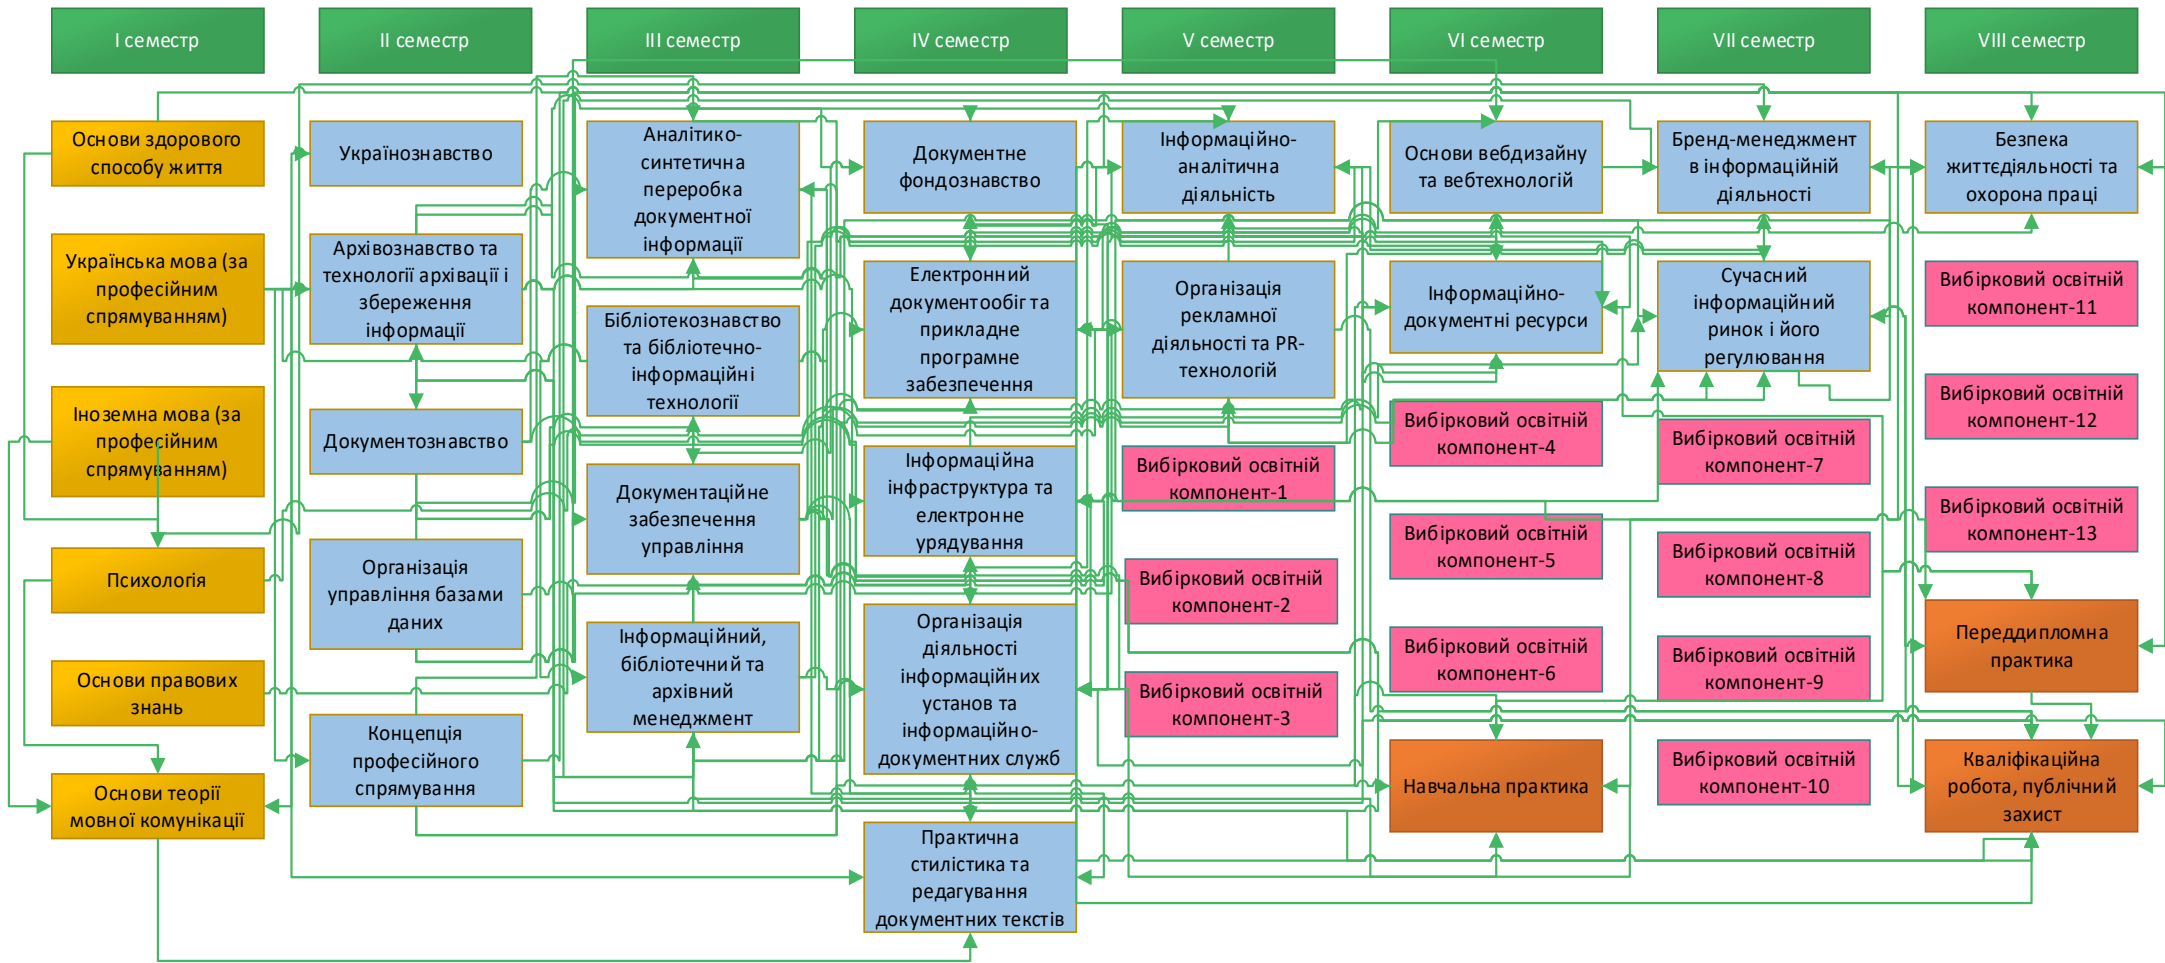 І семестр
ІІ семестр
ІІІ семестр
IV семестр
V семестр
VI семестр
VII семестр
VIII семестр
Основи здорового
способу життя
Українська мова (за
професійним
спрямуванням)
Іноземна мова (за
професійним
спрямуванням)
Психологія
Основи правових
знань
Основи теорії
мовної комунікації
Українознавство
Архівознавство та
технології архівації і
збереження
інформації
Документознавство
Організація
управління базами
даних
Концепція
професійного
спрямування
Аналітико-
синтетична
переробка
документної
інформації
Бібліотекознавство
та бібліотечно-
інформаційні
технології
Документаційне
забезпечення
управління
Інформаційний,
бібліотечний та
архівний
менеджмент
Документне
фондознавство
Електронний
документообіг та
прикладне
програмне
забезпечення
Інформаційна
інфраструктура та
електронне
урядування
Організація
діяльності
інформаційних
установ та
інформаційно-
документних служб
Практична
стилістика та
редагування
документних текстів
Інформаційно-
аналітична
діяльність
Організація
рекламної
діяльності та PR-
технологій
Вибірковий освітній
компонент-1
Вибірковий освітній
компонент-2
Вибірковий освітній
компонент-3
Основи вебдизайну
та вебтехнологій
Інформаційно-
документні ресурси
Вибірковий освітній
компонент-4
Вибірковий освітній
компонент-5
Вибірковий освітній
компонент-6
Навчальна практика
Бренд-менеджмент
в інформаційній
діяльності
Сучасний
інформаційний
ринок і його
регулювання
Вибірковий освітній
компонент-7
Вибірковий освітній
компонент-8
Вибірковий освітній
компонент-9
Вибірковий освітній
компонент-10
Безпека
життєдіяльності та
охорона праці
Вибірковий освітній
компонент-11
Вибірковий освітній
компонент-12
Вибірковий освітній
компонент-13
Переддипломна
практика
Кваліфікаційна
робота, публічний
захист